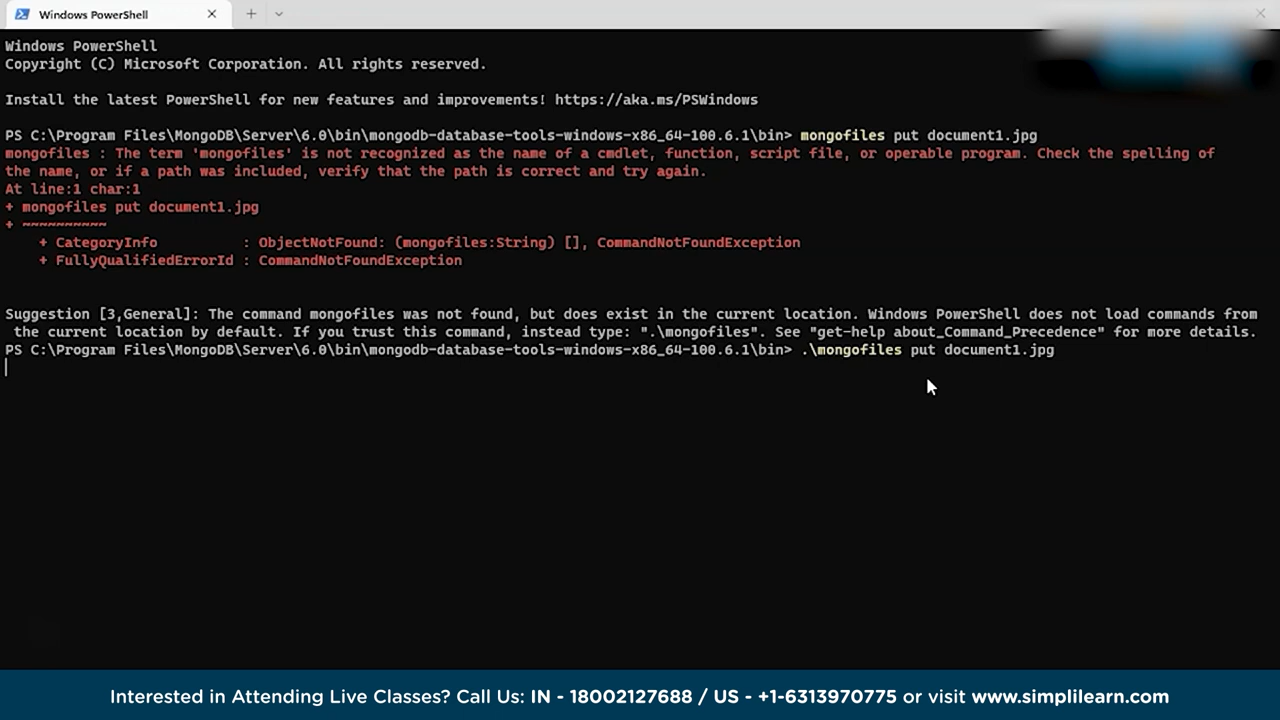 Windows PowerShell
Windows PowerShell
Copyright (C) Microsoft Corporation. All rights reserved.
Install the latest PowerShell for new features and improvements! https://aka.ms/PSWindows
PS C:\Program Files\MongoDB\Server\6.0\bin\mongodb-database-tools-windows-x86_64-100.6.1\bin> mongofiles put document1.jpg
mongofiles : The term 'mongofiles' is not recognized as the name of a cmdlet, function, script file, or operable program. Check the spelling of
the name, or if a path was included, verify that the path is correct and try again.
At line:1 char:1
+ mongofiles put document1.jpg
+ ~~~~~~~~~~
    + CategoryInfo          : ObjectNotFound: (mongofiles:String) [], CommandNotFoundException
    + FullyQualifiedErrorId : CommandNotFoundException
Suggestion [3,General]: The command mongofiles was not found, but does exist in the current location. Windows PowerShell does not load commands from
 the current location by default. If you trust this command, instead type: ".\mongofiles". See "get-help about_Command_Precedence" for more details.
PS C:\Program Files\MongoDB\Server\6.0\bin\mongodb-database-tools-windows-x86_64-100.6.1\bin> .\mongofiles put document1.jpg
Interested in Attending Live Classes? Call Us: IN - 18002127688 / US - +1-6313970775 or visit www.simplilearn.com